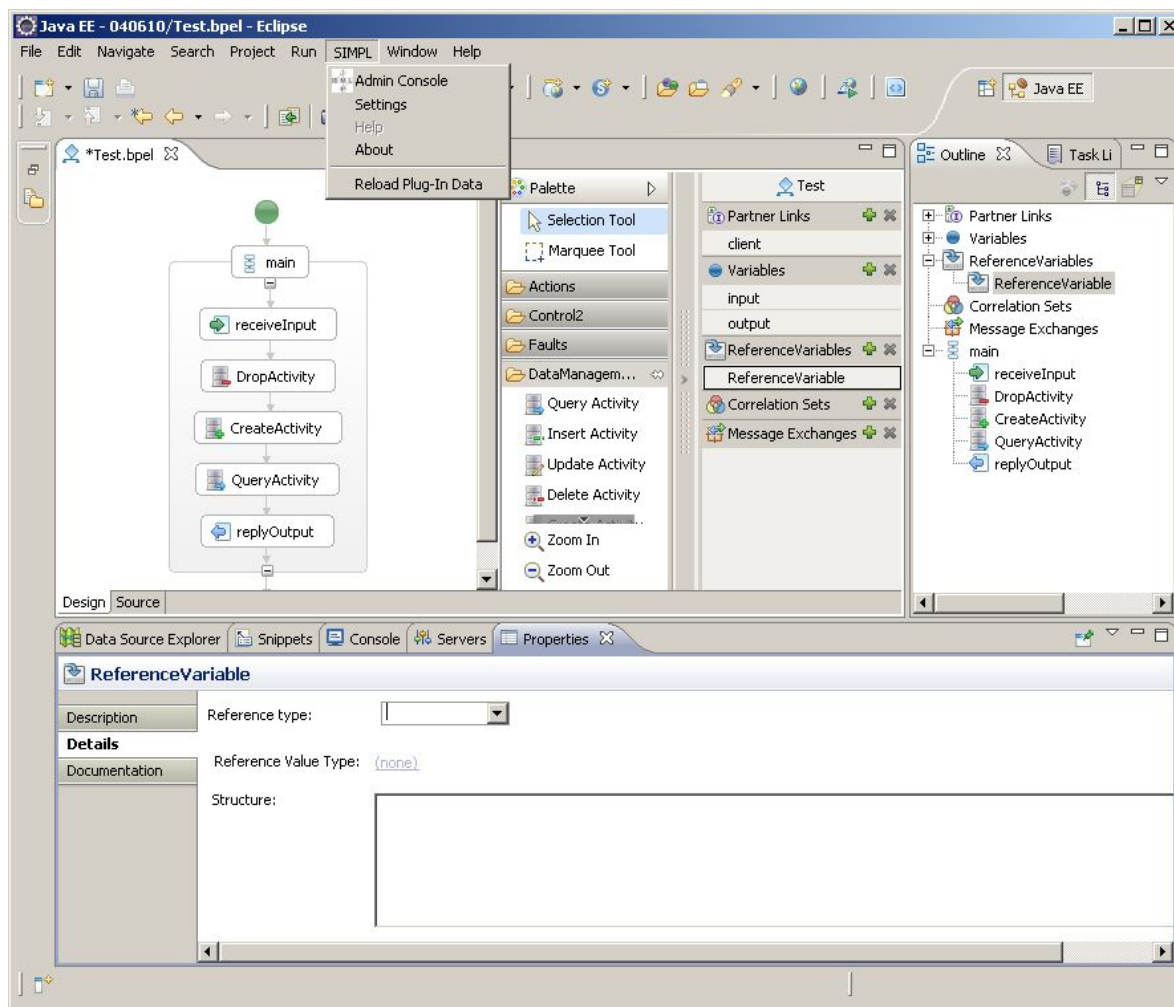 Java EE - 040610/Test.bpel - Eclipse
File Edit Navigate Search Project Run SIMPL Window Help
Admin Console
Settings
Help
About
Reload Plug-In Data
Java EE
*Test.bpel
main
receiveInput
DropActivity
CreateActivity
QueryActivity
replyOutput
Design Source
Palette
Selection Tool
Marquee Tool
Actions
Control2
Faults
DataManagem...
Query Activity
Insert Activity
Update Activity
Delete Activity
Zoom In
Zoom Out
Test
Partner Links
client
Variables
input
output
ReferenceVariables
ReferenceVariable
Correlation Sets
Message Exchanges
Outline Task Li
Partner Links
Variables
ReferenceVariables
ReferenceVariable
Correlation Sets
Message Exchanges
main
receiveInput
DropActivity
CreateActivity
QueryActivity
replyOutput
Data Source Explorer Snippets Console Servers Properties
ReferenceVariable
Description
Details
Documentation
Reference type:
Reference Value Type: (none)
Structure: